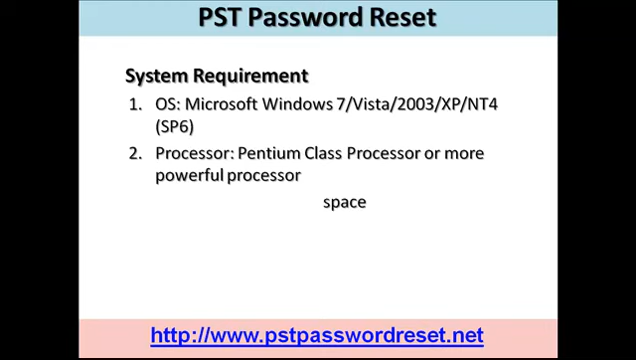 PST Password Reset
System Requirement
1. OS: Microsoft Windows 7/Vista/2003/XP/NT4
(SP6)
2. Processor: Pentium Class Processor or more
powerful processor
space
http://www.pstpasswordreset.net